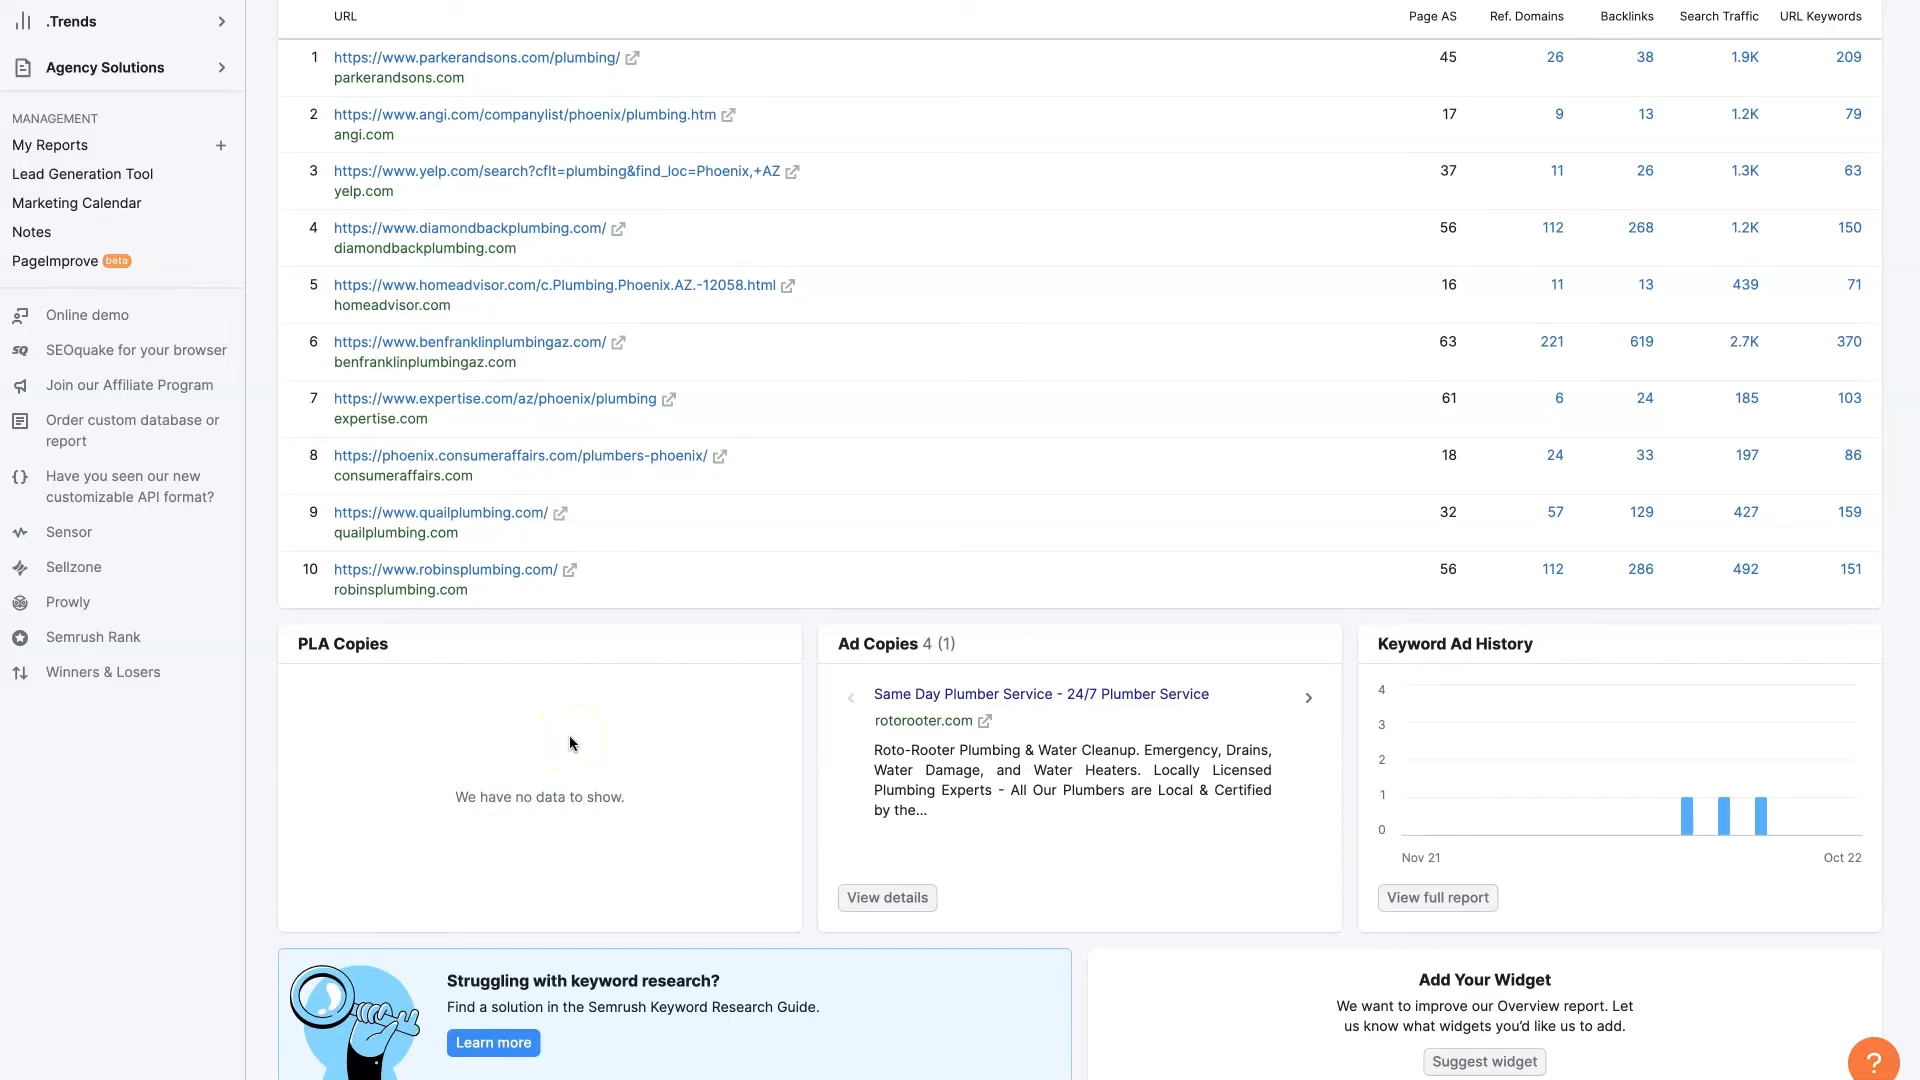 .Trends
Agency Solutions
MANAGEMENT
My Reports
Lead Generation Tool
Marketing Calendar
Notes
PageImprove beta
Online demo
SQ SEOquake for your browser
Join our Affiliate Program
Order custom database or
report
Have you seen our new
customizable API format?
Sensor
Sellzone
Prowly
Semrush Rank
Winners & Losers
URL Page AS Ref. Domains Backlinks Search Traffic URL Keywords
1 https://www.parkerandsons.com/plumbing/ 45 26 38 1.9K 209
parkerandsons.com
2 https://www.angi.com/companylist/phoenix/plumbing.htm 17 9 13 1.2K 79
angi.com
3 https://www.yelp.com/search?cflt=plumbing&find_loc=Phoenix,+AZ 37 11 26 1.3K 63
yelp.com
4 https://www.diamondbackplumbing.com/ 56 112 268 1.2K 150
diamondbackplumbing.com
5 https://www.homeadvisor.com/c.Plumbing.Phoenix.AZ.-12058.html 16 11 13 439 71
homeadvisor.com
6 https://www.benfranklinplumbingaz.com/ 63 221 619 2.7K 370
benfranklinplumbingaz.com
7 https://www.expertise.com/az/phoenix/plumbing 61 6 24 185 103
expertise.com
8 https://phoenix.consumeraffairs.com/plumbers-phoenix/ 18 24 33 197 86
consumeraffairs.com
9 https://www.quailplumbing.com/ 32 57 129 427 159
quailplumbing.com
10 https://www.robinsplumbing.com/ 56 112 286 492 151
robinsplumbing.com
PLA Copies
We have no data to show.
Ad Copies 4 (1)
Same Day Plumber Service - 24/7 Plumber Service
rotorooter.com
Roto-Rooter Plumbing & Water Cleanup. Emergency, Drains,
Water Damage, and Water Heaters. Locally Licensed
Plumbing Experts - All Our Plumbers are Local & Certified
by the...
View details
Keyword Ad History
4
3
2
1
0
Nov 21 Oct 22
View full report
Struggling with keyword research?
Find a solution in the Semrush Keyword Research Guide.
Learn more
Add Your Widget
We want to improve our Overview report. Let
us know what widgets you'd like us to add.
Suggest widget
?